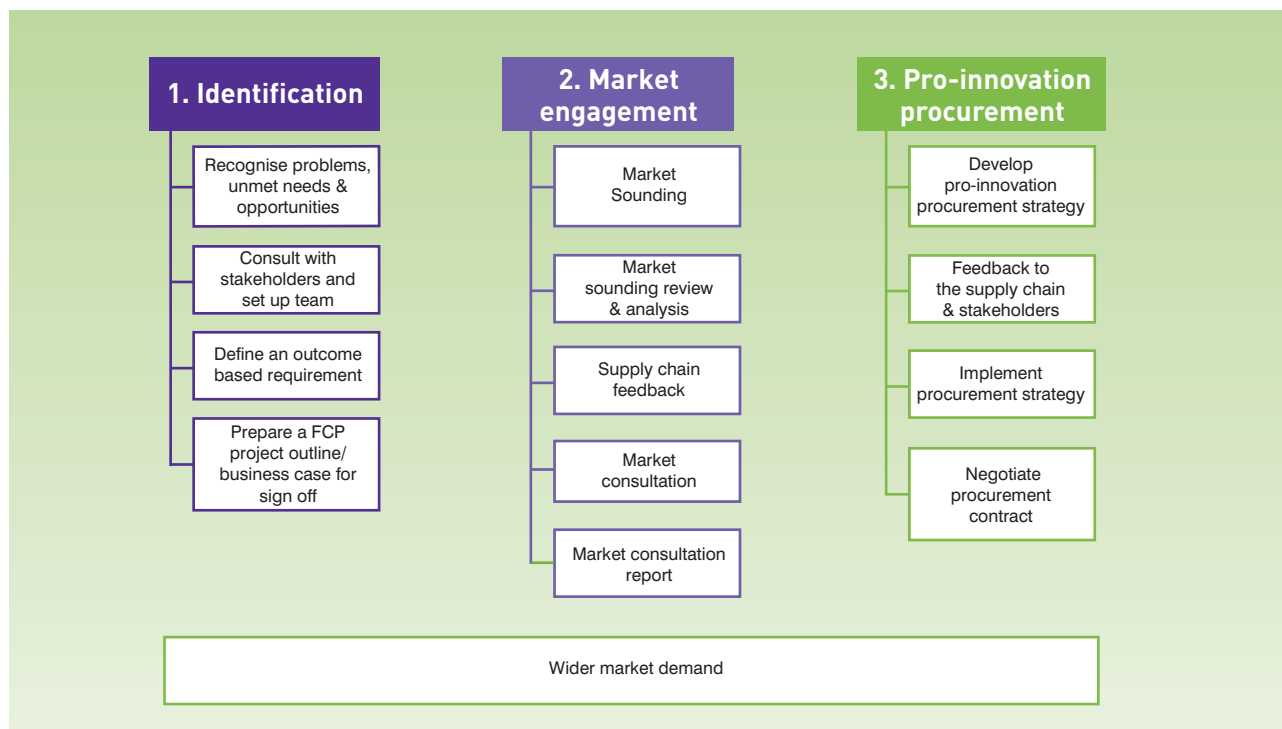 1. Identification
Recognise problems,
unmet needs &
opportunities
Consult with
stakeholders and
set up team
Define an outcome
based requirement
Prepare a FCP
project outline/
business case for
sign off
2. Market
engagement
Market
Sounding
Market
sounding review
& analysis
Supply chain
feedback
Market
consultation
Market consultation
report
3. Pro-innovation
procurement
Develop
pro-innovation
procurement strategy
Feedback to
the supply chain
& stakeholders
Implement
procurement strategy
Negotiate
procurement
contract
Wider market demand